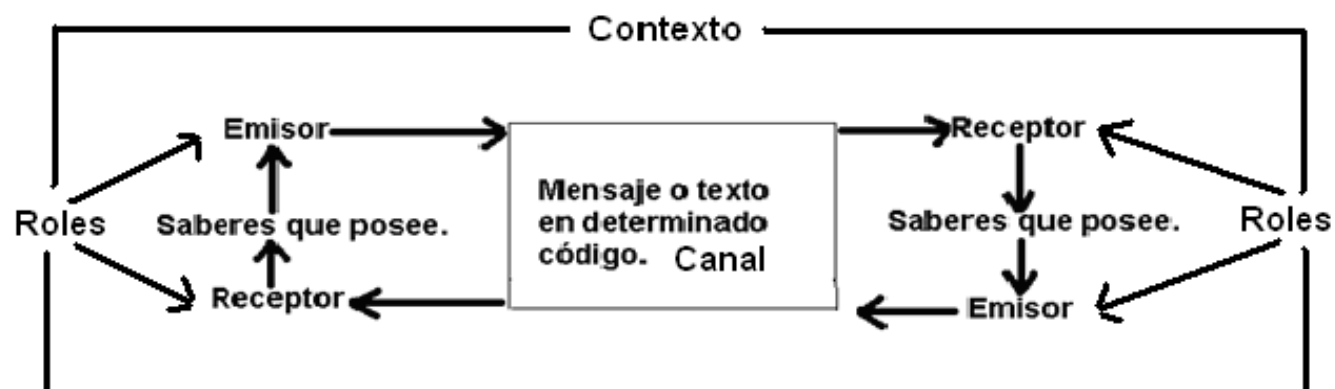 Contexto
Emisor
Receptor
Mensaje o texto
en determinado
código. Canal
Roles
Saberes que posee.
Saberes que posee.
Roles
Receptor
Emisor